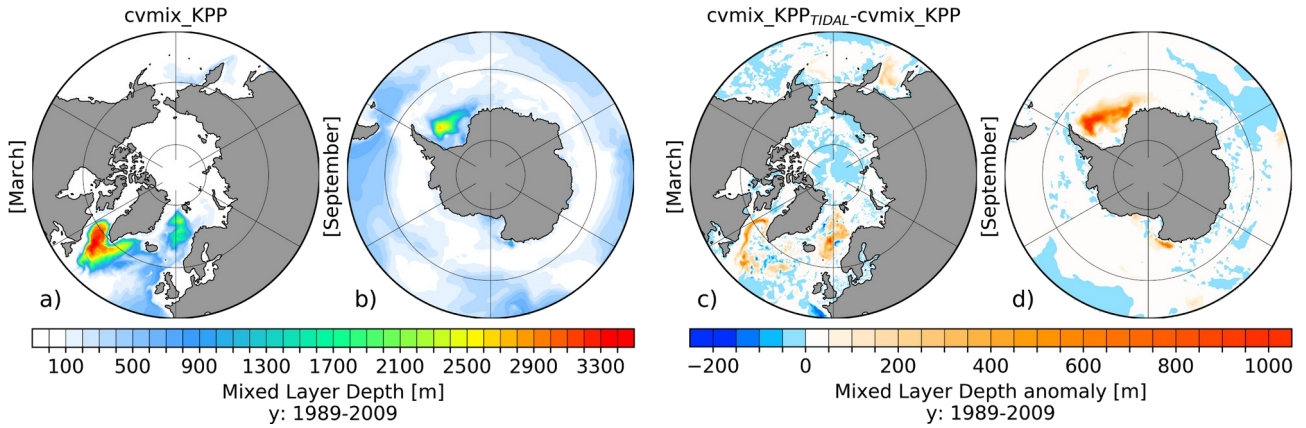 cvmix_KPP
cvmix_KPP_TIDAL-cvmix_KPP
[March]
[September]
[March]
[September]
a)
b)
c)
d)
100 500 900 1300 1700 2100 2500 2900 3300
−200 0 200 400 600 800 1000
Mixed Layer Depth [m]
Mixed Layer Depth anomaly [m]
y: 1989-2009
y: 1989-2009